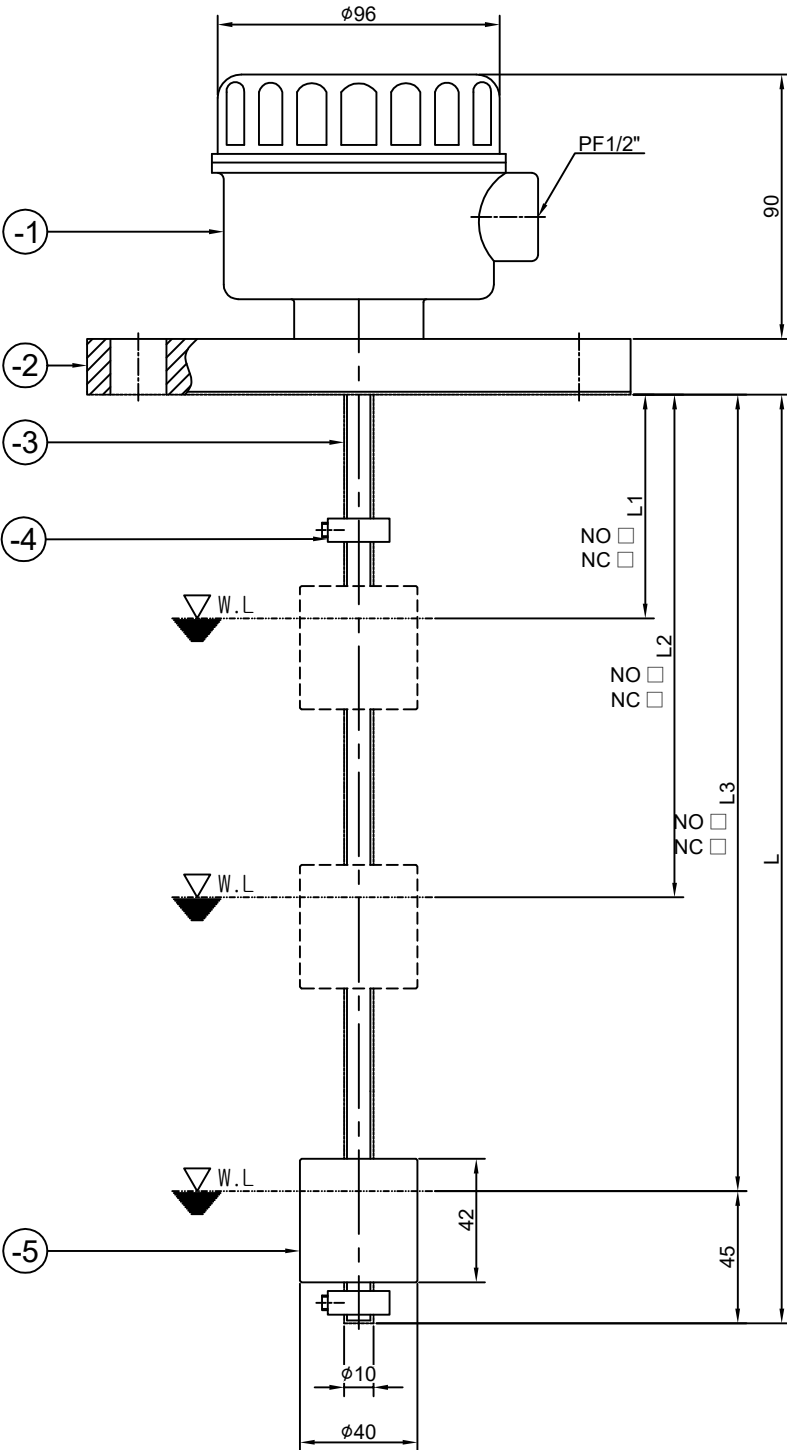 ϕ96
PF1/2"
90
-1
-2
-3
-4
L1
NO □
NC □
W.L
L2
NO □
NC □
L3
NO □
NC □
L
W.L
W.L
42
45
-5
ϕ10
ϕ40